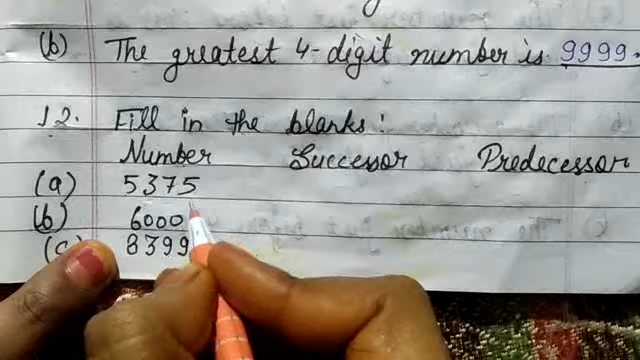 (b) The greatest 4-digit number is 9999.
12. Fill in the blanks:
Number Successor Predecessor
(a) 5375
(b) 6000
(c) 8399